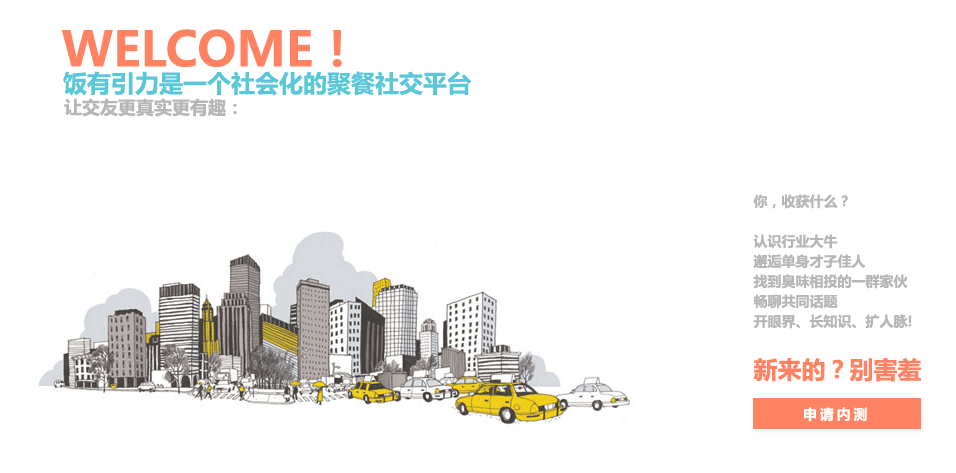 WELCOME！
饭有引力是一个社会化的聚餐社交平台
让交友更真实更有趣：
你，收获什么？
认识行业大牛
邂逅单身才子佳人
找到臭味相投的一群家伙
畅聊共同话题
开眼界、长知识、扩人脉!
新来的？别害羞
申请内测